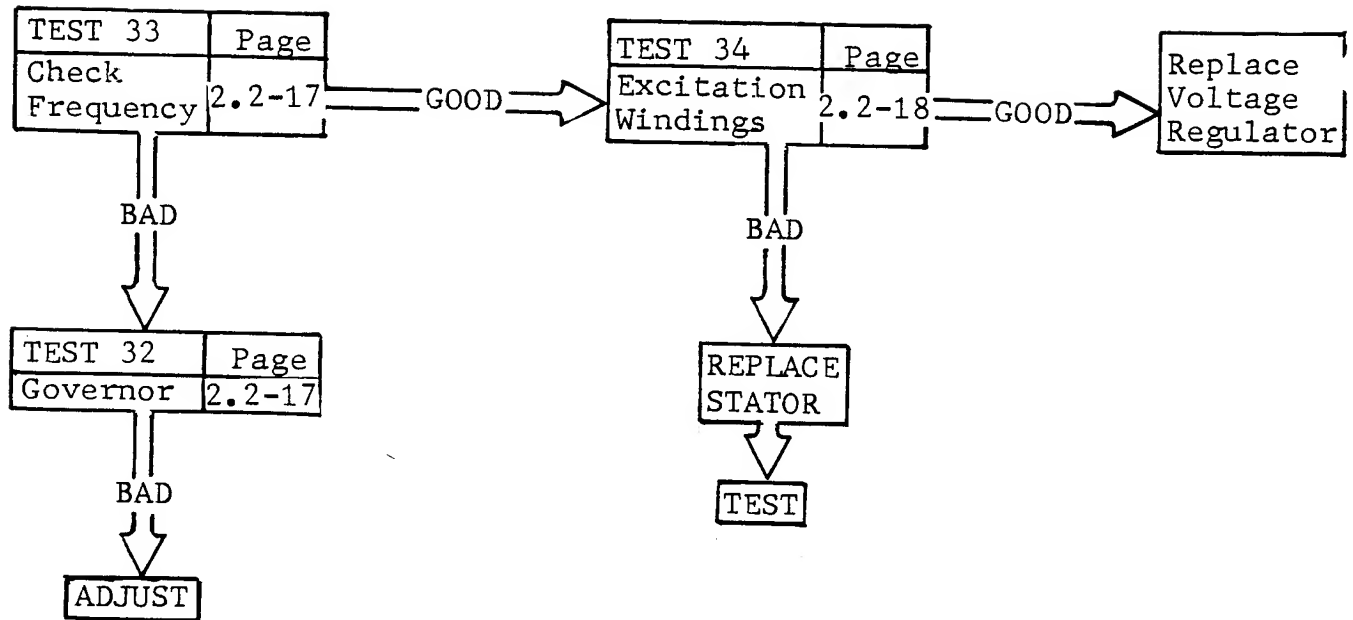 TEST 33 Page
Check
Frequency
2.2-17
GOOD
TEST 34 Page
Excitation
Windings
2.2-18
GOOD
Replace
Voltage
Regulator
BAD
BAD
TEST 32 Page
Governor 2.2-17
REPLACE
STATOR
BAD
TEST
ADJUST